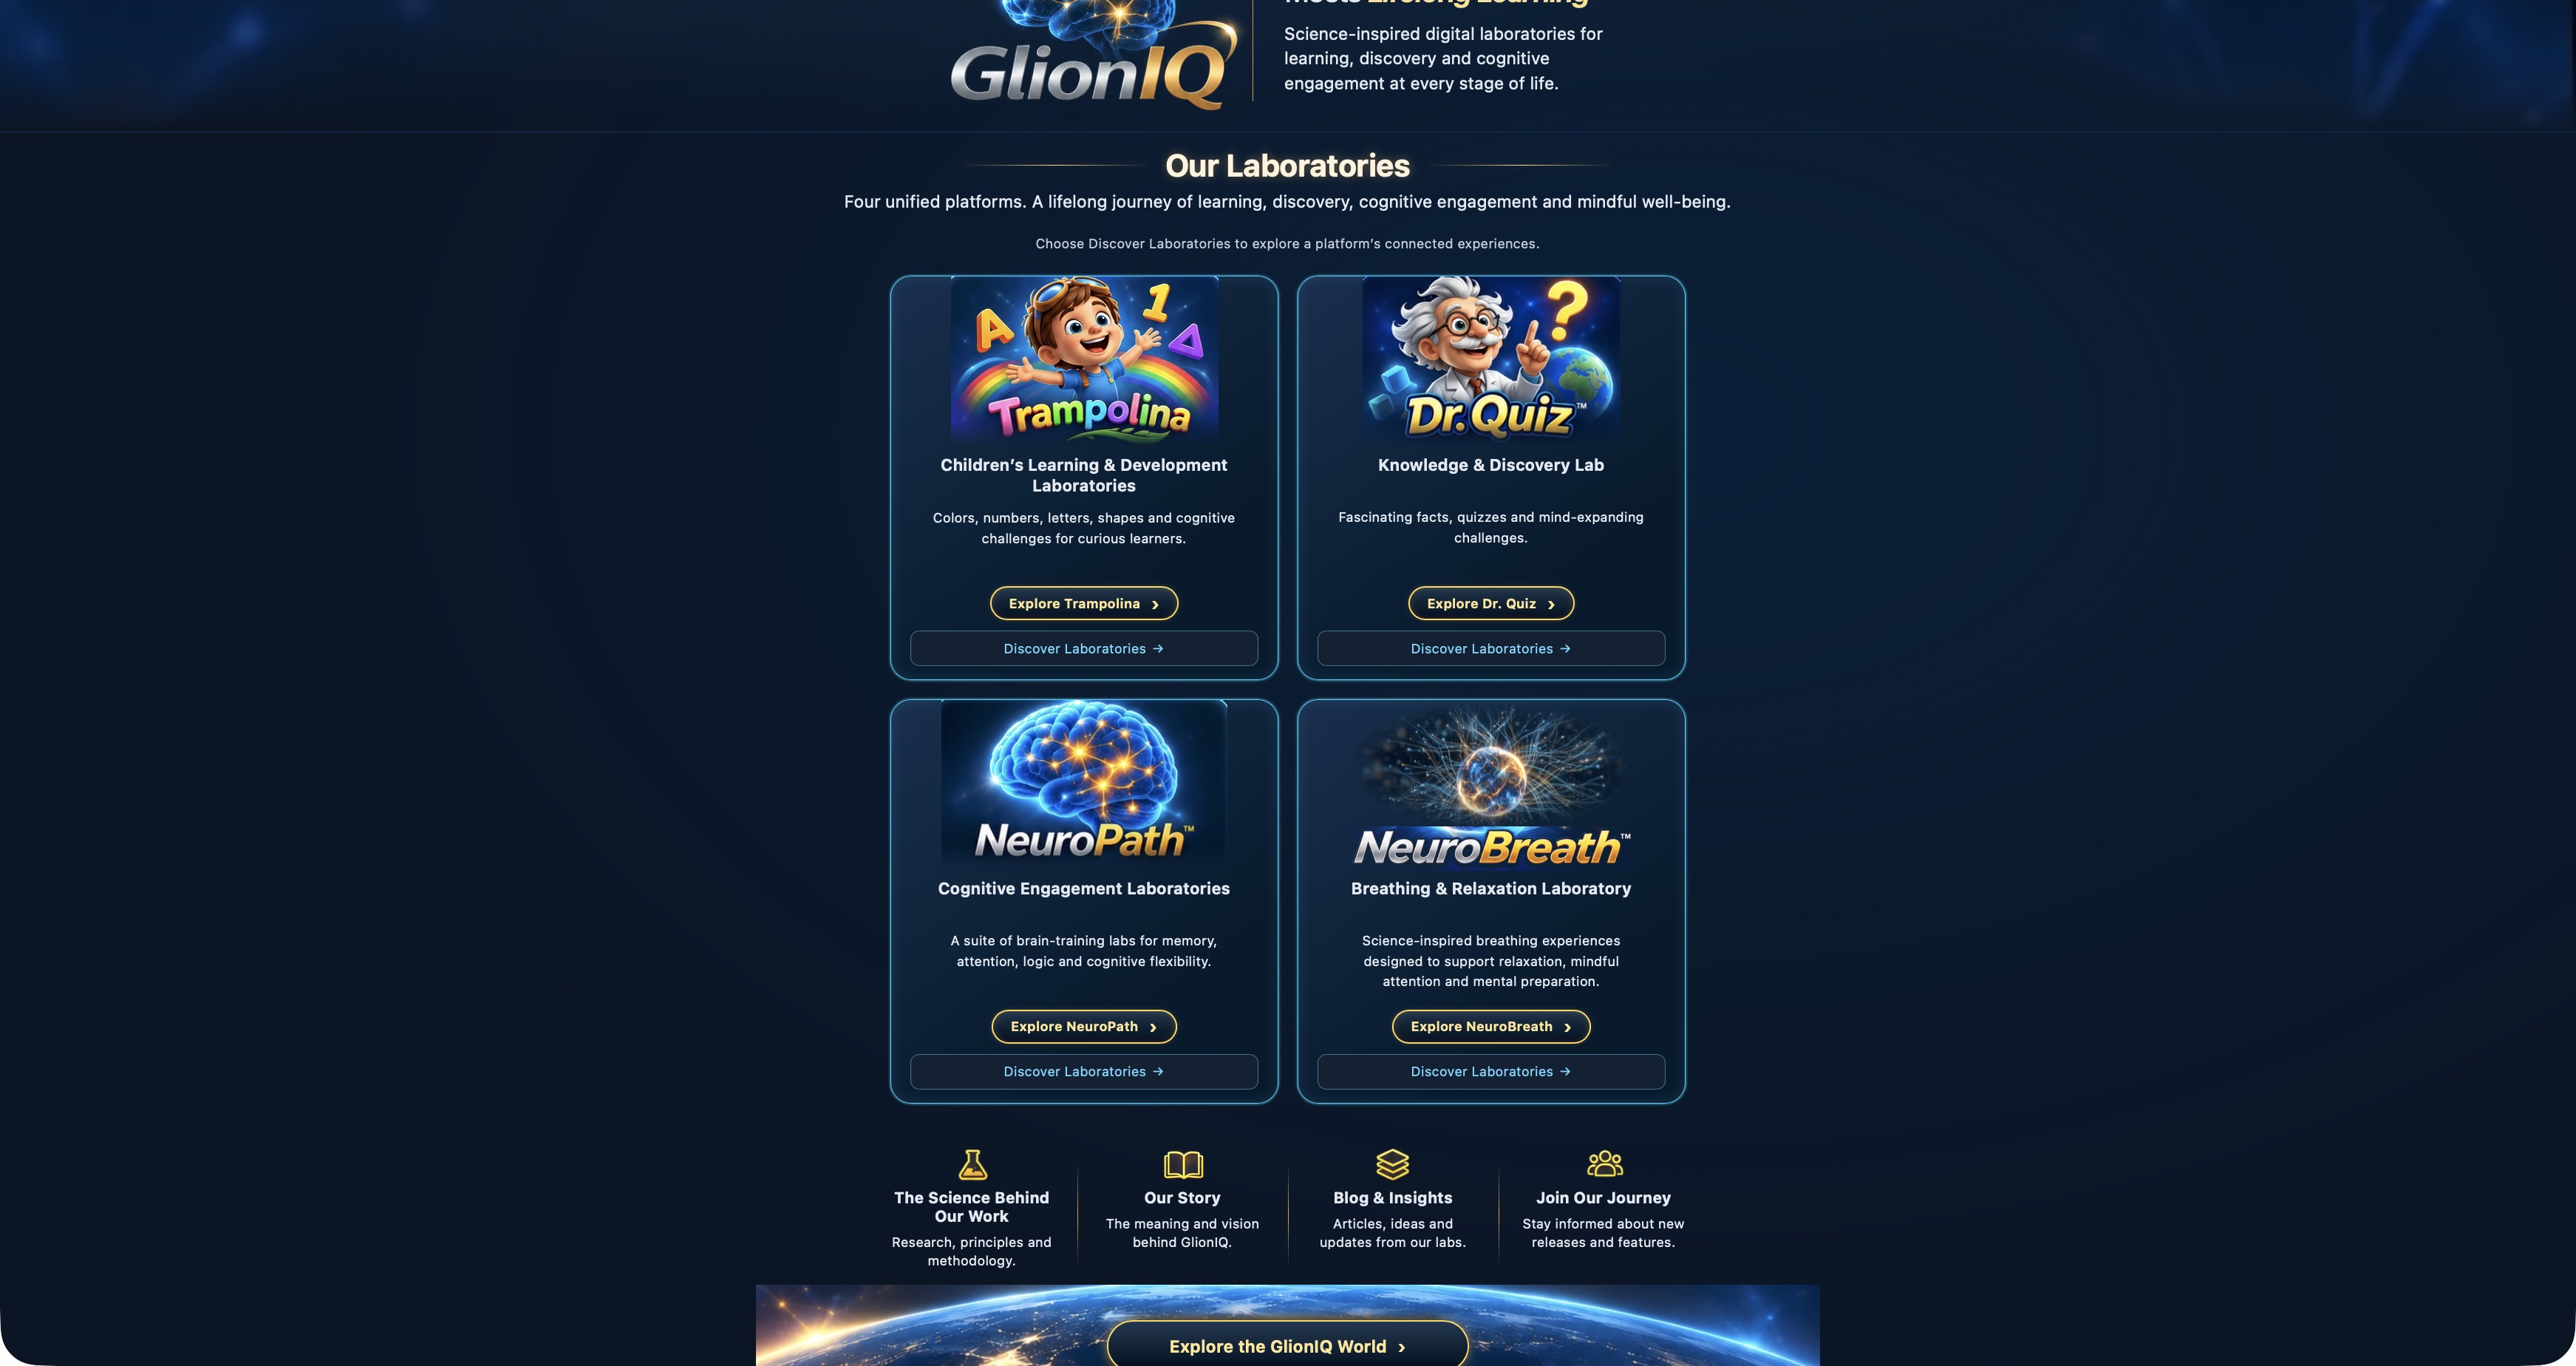 Meets Lifelong Learning
GlionIQ
Science-inspired digital laboratories for
learning, discovery and cognitive
engagement at every stage of life.
Our Laboratories
Four unified platforms. A lifelong journey of learning, discovery, cognitive engagement and mindful well-being.
Choose Discover Laboratories to explore a platform’s connected experiences.
A
1
Trampolina
Children’s Learning & Development
Laboratories
Colors, numbers, letters, shapes and cognitive
challenges for curious learners.
Explore Trampolina ›
Discover Laboratories →
?
Dr. Quiz™
Knowledge & Discovery Lab
Fascinating facts, quizzes and mind-expanding
challenges.
Explore Dr. Quiz ›
Discover Laboratories →
NeuroPath™
Cognitive Engagement Laboratories
A suite of brain-training labs for memory,
attention, logic and cognitive flexibility.
Explore NeuroPath ›
Discover Laboratories →
NeuroBreath™
Breathing & Relaxation Laboratory
Science-inspired breathing experiences
designed to support relaxation, mindful
attention and mental preparation.
Explore NeuroBreath ›
Discover Laboratories →
The Science Behind
Our Work
Research, principles and
methodology.
Our Story
The meaning and vision
behind GlionIQ.
Blog & Insights
Articles, ideas and
updates from our labs.
Join Our Journey
Stay informed about new
releases and features.
Explore the GlionIQ World ›